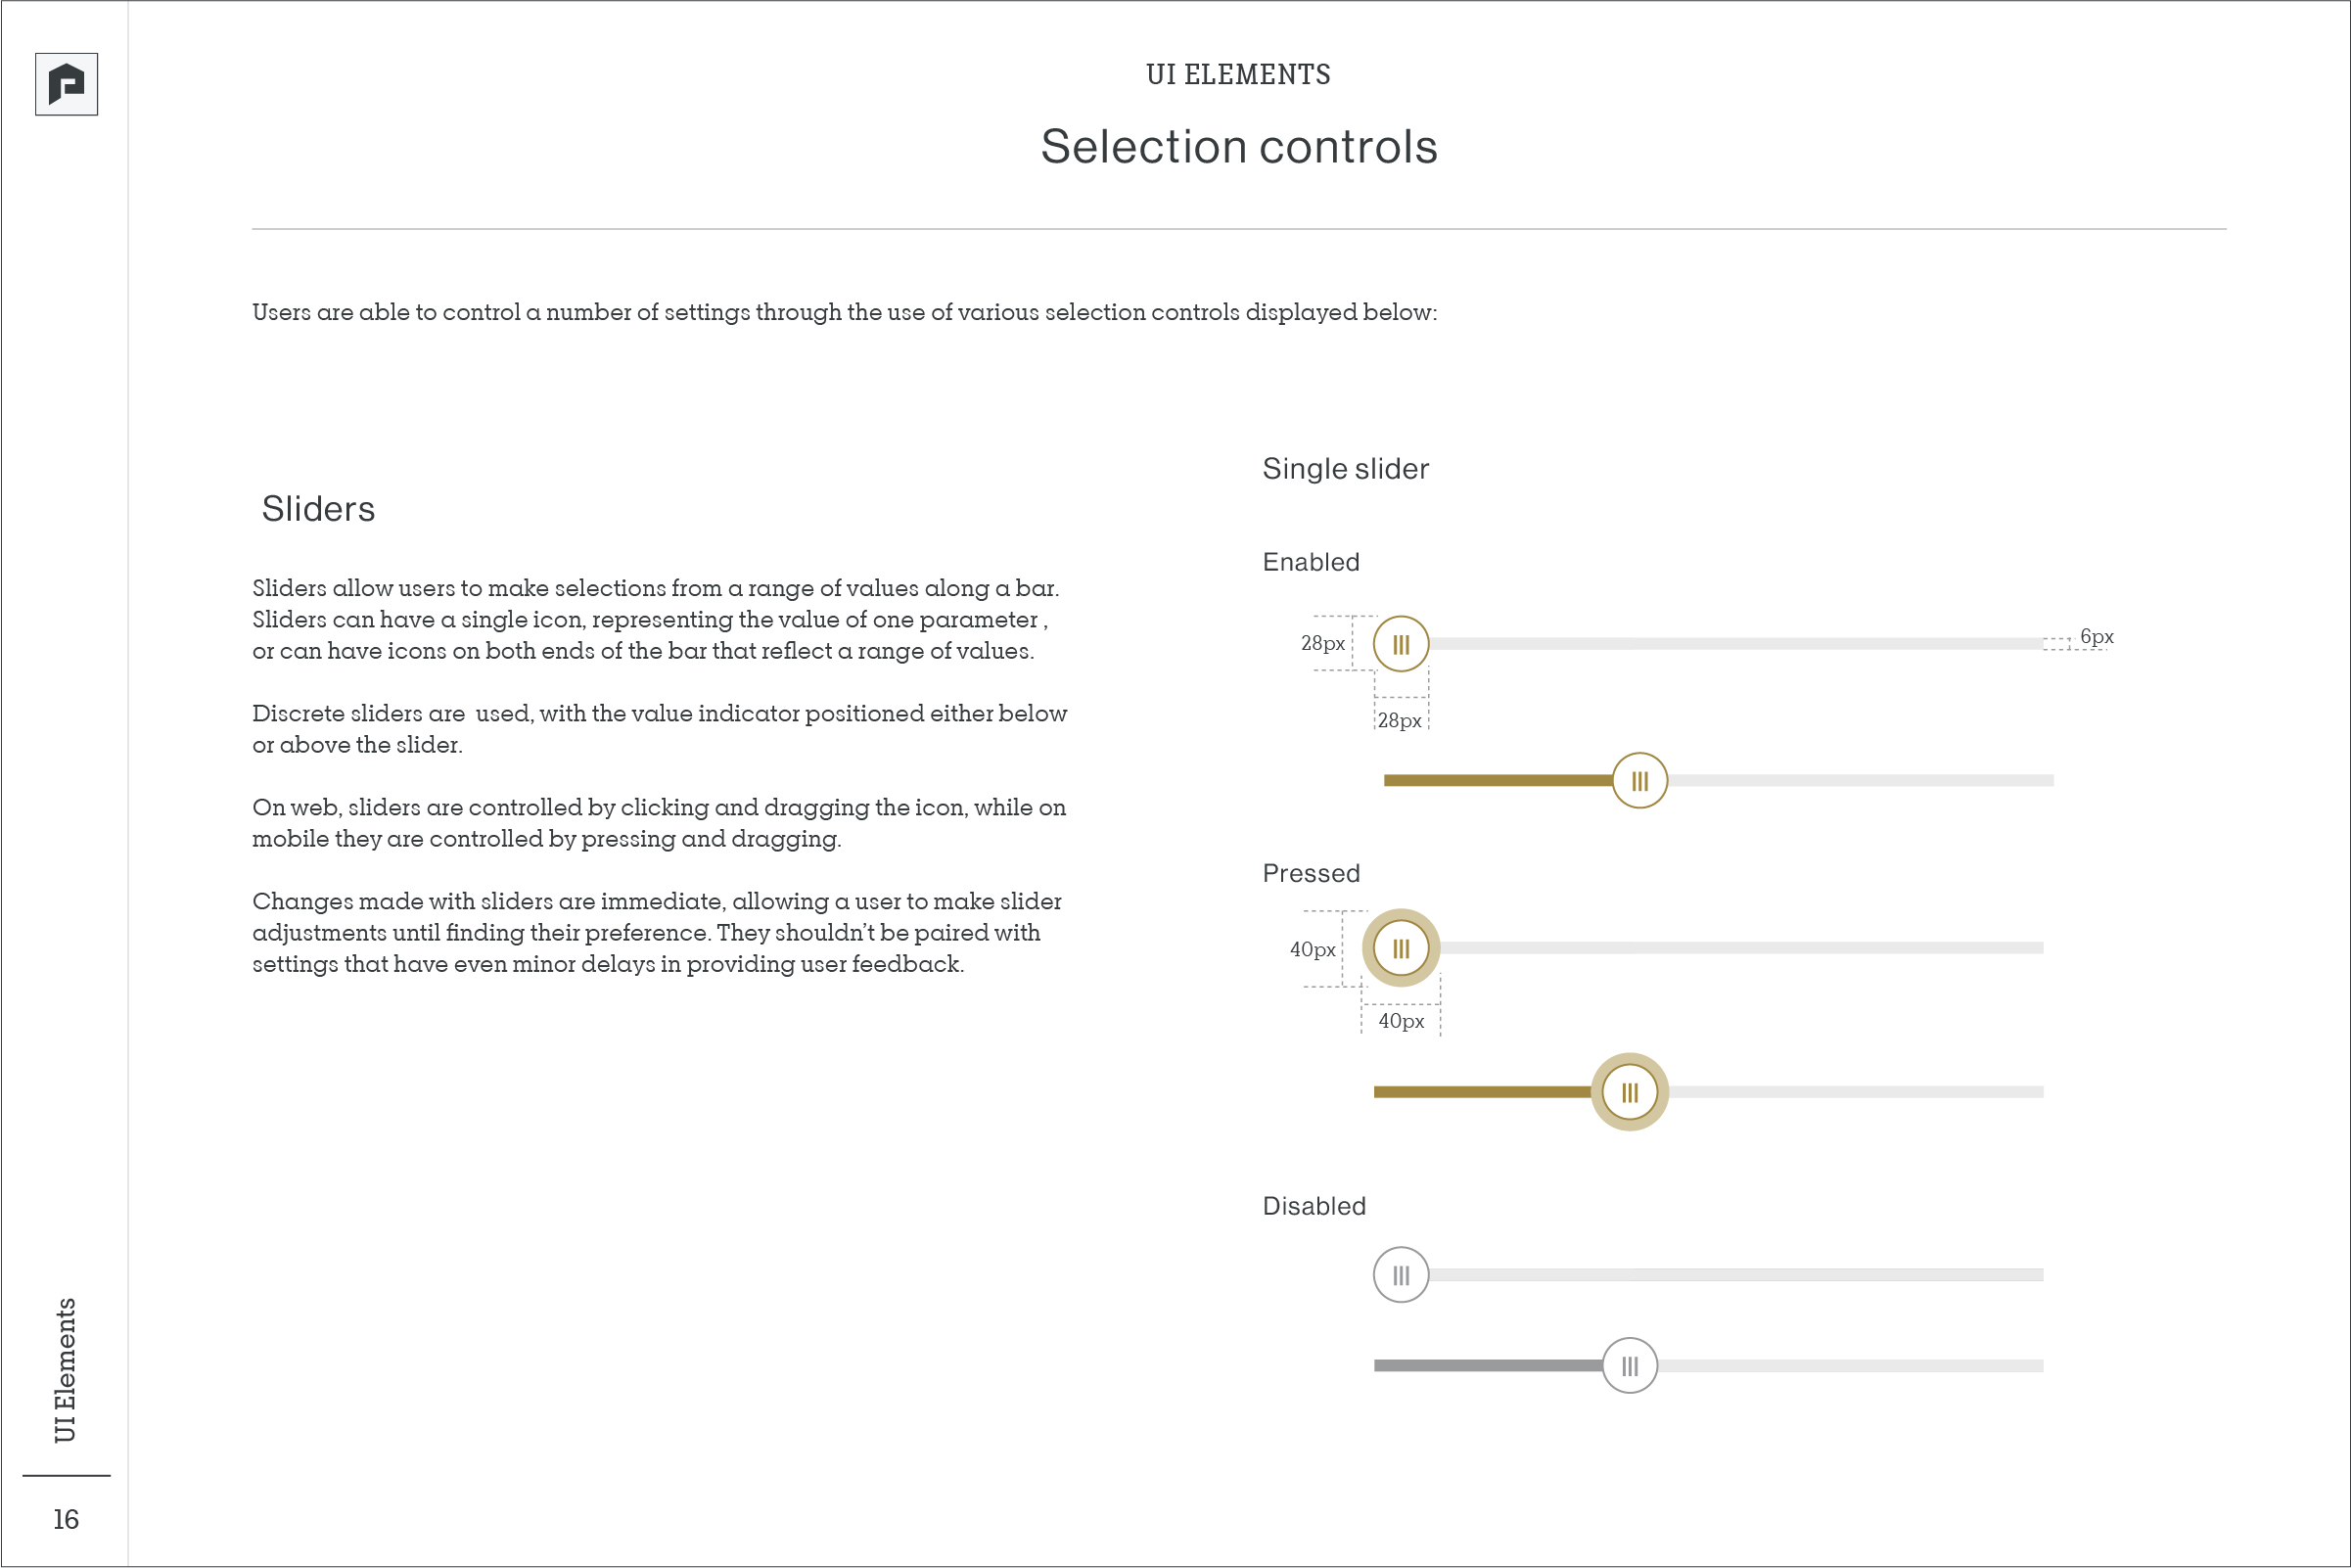 UI ELEMENTS
Selection controls
Users are able to control a number of settings through the use of various selection controls displayed below:
Sliders
Sliders allow users to make selections from a range of values along a bar.
Sliders can have a single icon, representing the value of one parameter ,
or can have icons on both ends of the bar that reflect a range of values.
Discrete sliders are  used, with the value indicator positioned either below
or above the slider.
On web, sliders are controlled by clicking and dragging the icon, while on
mobile they are controlled by pressing and dragging.
Changes made with sliders are immediate, allowing a user to make slider
adjustments until finding their preference. They shouldn’t be paired with
settings that have even minor delays in providing user feedback.
Single slider
Enabled
28px
6px
28px
Pressed
40px
40px
Disabled
UI Elements
16